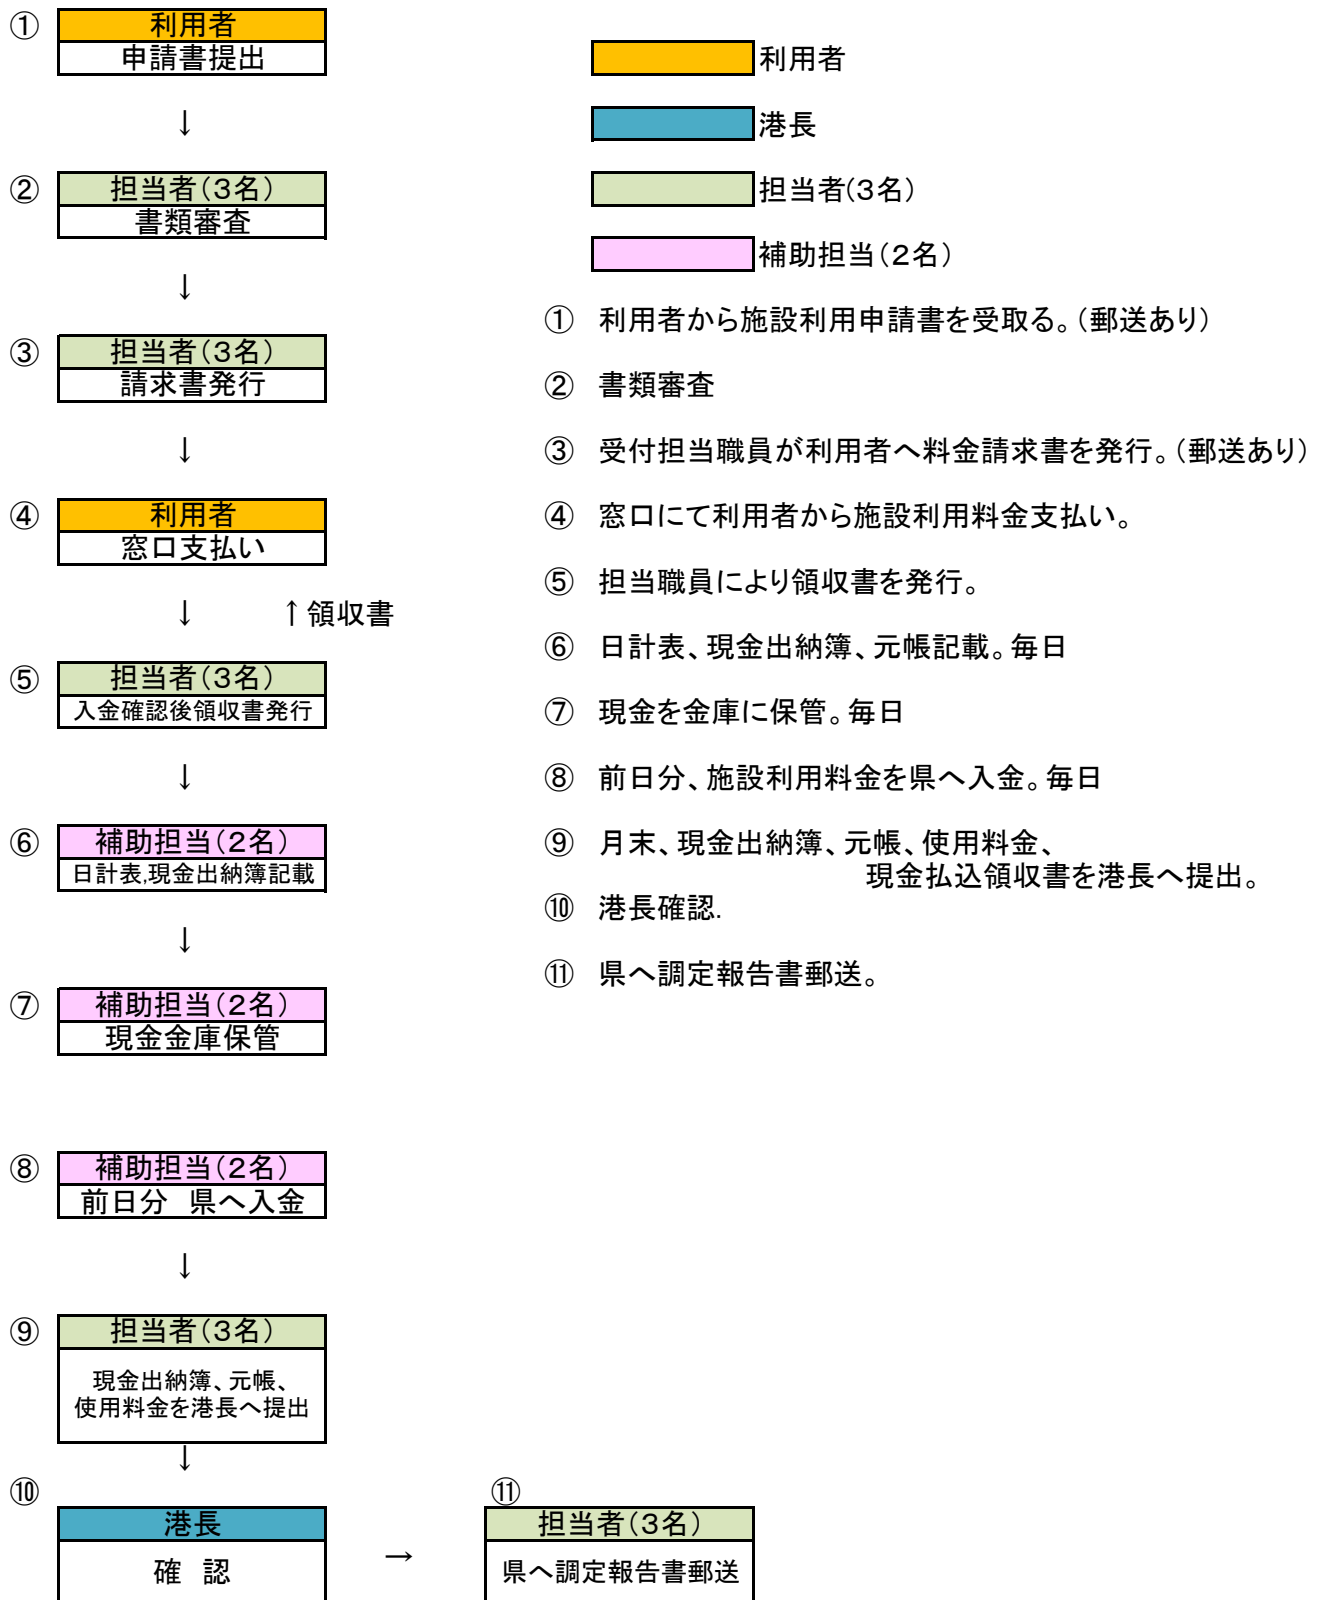 ①
利用者
申請書提出
↓
②
担当者(3名)
書類審査
↓
③
担当者(3名)
請求書発行
↓
④
利用者
窓口支払い
↓ ↑領収書
⑤
担当者(3名)
入金確認後領収書発行
↓
⑥
補助担当(2名)
日計表,現金出納簿記載
↓
⑦
補助担当(2名)
現金金庫保管
⑧
補助担当(2名)
前日分 県へ入金
↓
⑨
担当者(3名)
現金出納簿、元帳、
使用料金を港長へ提出
↓
⑩
港長
確 認
→
⑪
担当者(3名)
県へ調定報告書郵送
利用者
港長
担当者(3名)
補助担当(2名)
① 利用者から施設利用申請書を受取る。(郵送あり)
② 書類審査
③ 受付担当職員が利用者へ料金請求書を発行。(郵送あり)
④ 窓口にて利用者から施設利用料金支払い。
⑤ 担当職員により領収書を発行。
⑥ 日計表、現金出納簿、元帳記載。毎日
⑦ 現金を金庫に保管。毎日
⑧ 前日分、施設利用料金を県へ入金。毎日
⑨ 月末、現金出納簿、元帳、使用料金、
現金払込領収書を港長へ提出。
⑩ 港長確認.
⑪ 県へ調定報告書郵送。